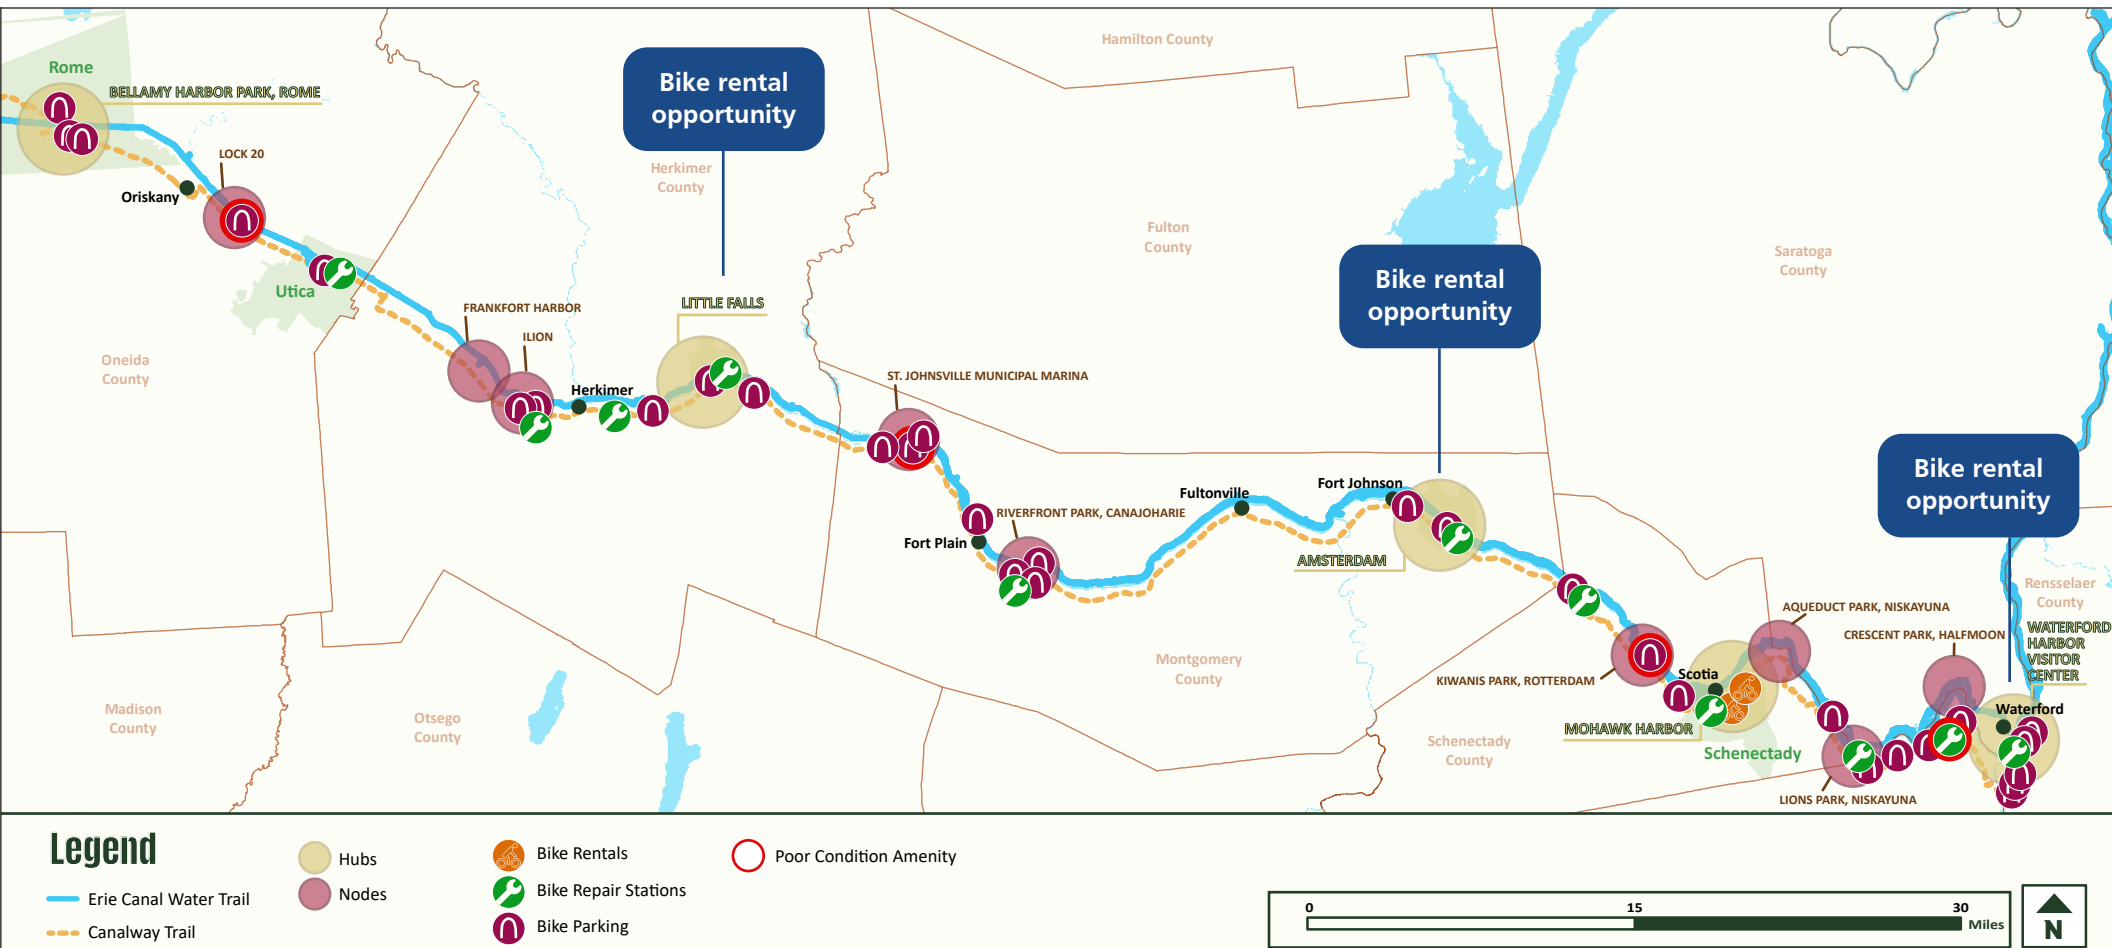 Hamilton County
Rome
BELLAMY HARBOR PARK, ROME
Bike rental
opportunity
LOCK 20
Herkimer
County
Oriskany
Fulton
County
Saratoga
County
Bike rental
opportunity
Utica
LITTLE FALLS
FRANKFORT HARBOR
ILION
Oneida
County
Herkimer
ST. JOHNSVILLE MUNICIPAL MARINA
Bike rental
opportunity
Fort Johnson
Fultonville
RIVERFRONT PARK, CANAJOHARIE
Fort Plain
AMSTERDAM
Rensselaer
County
AQUEDUCT PARK, NISKAYUNA
CRESCENT PARK, HALFMOON
WATERFORD
HARBOR
VISITOR
CENTER
Montgomery
County
KIWANIS PARK, ROTTERDAM
Scotia
Waterford
Madison
County
Otsego
County
MOHAWK HARBOR
Schenectady
County
Schenectady
LIONS PARK, NISKAYUNA
Legend
Erie Canal Water Trail
Canalway Trail
Hubs
Nodes
Bike Rentals
Bike Repair Stations
Bike Parking
Poor Condition Amenity
0 15 30
Miles
N